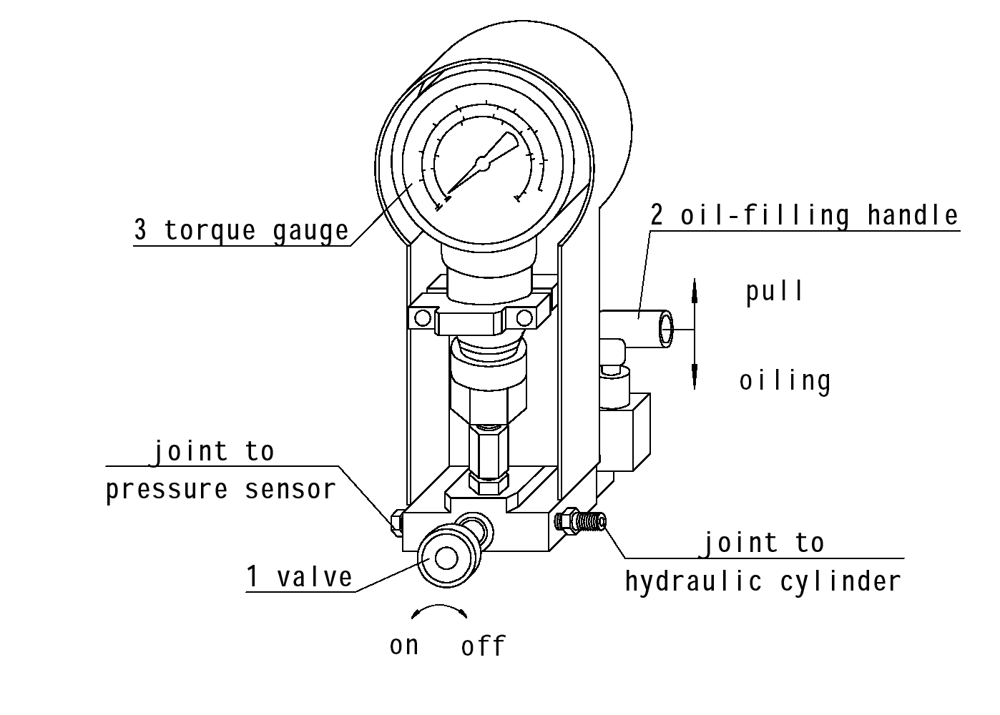 3 torque gauge
2 oil-filling handle
pull
oiling
joint to
pressure sensor
joint to
hydraulic cylinder
1 valve
on off